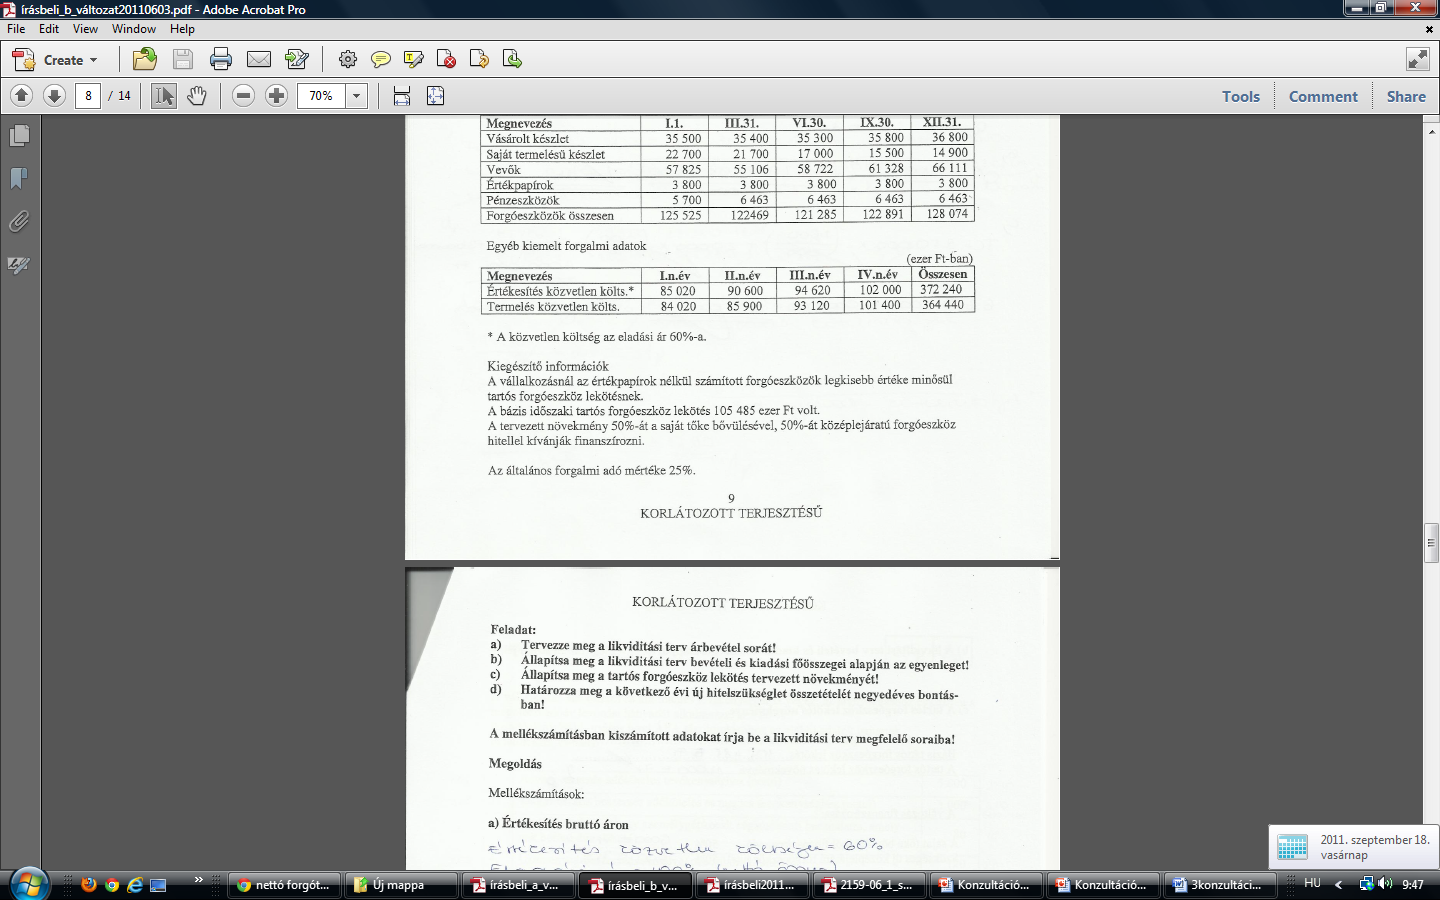 írásbeli_b_változat20110603.pdf - Adobe Acrobat Pro
File Edit View Window Help
Create
8 / 14 70% Tools Comment Share
Megnevezés I.1. III.31. VI.30. IX.30. XII.31.
Vásárolt készlet 35 500 35 400 35 300 35 800 36 800
Saját termelésű készlet 22 700 21 700 17 000 15 500 14 900
Vevők 57 825 55 106 58 722 61 328 66 111
Értékpapírok 3 800 3 800 3 800 3 800 3 800
Pénzeszközök 5 700 6 463 6 463 6 463 6 463
Forgóeszközök összesen 125 525 122469 121 285 122 891 128 074
Egyéb kiemelt forgalmi adatok
(ezer Ft-ban)
Megnevezés I.n.év II.n.év III.n.év IV.n.év Összesen
Értékesítés közvetlen költs.* 85 020 90 600 94 620 102 000 372 240
Termelés közvetlen költs. 84 020 85 900 93 120 101 400 364 440
* A közvetlen költség az eladási ár 60%-a.
Kiegészítő információk
A vállalkozásnál az értékpapírok nélkül számított forgóeszközök legkisebb értéke minősül
tartós forgóeszköz lekötésnek.
A bázis időszaki tartós forgóeszköz lekötés 105 485 ezer Ft volt.
A tervezett növekmény 50%-át a saját tőke bővülésével, 50%-át középlejáratú forgóeszköz
hitellel kívánják finanszírozni.
Az általános forgalmi adó mértéke 25%.
9
KORLÁTOZOTT TERJESZTÉSŰ
KORLÁTOZOTT TERJESZTÉSŰ
Feladat:
a) Tervezze meg a likviditási terv árbevétel sorát!
b) Állapítsa meg a likviditási terv bevételi és kiadási főösszegei alapján az egyenleget!
c) Állapítsa meg a tartós forgóeszköz lekötés tervezett növekményét!
d) Határozza meg a következő évi új hitelszükséglet összetételét negyedéves bontás-
ban!
A mellékszámításban kiszámított adatokat írja be a likviditási terv megfelelő soraiba!
Megoldás
Mellékszámítások:
a) Értékesítés bruttó áron
Értékesítés közvetlen költsége = 60%
2011. szeptember 18.
vasárnap
nettó forgót... Új mappa írásbeli_a_v... írásbeli_b_v... írásbeli2011... 2159-06_1_s... Konzultáció... Konzultáció... 3konzultáci... HU 9:47